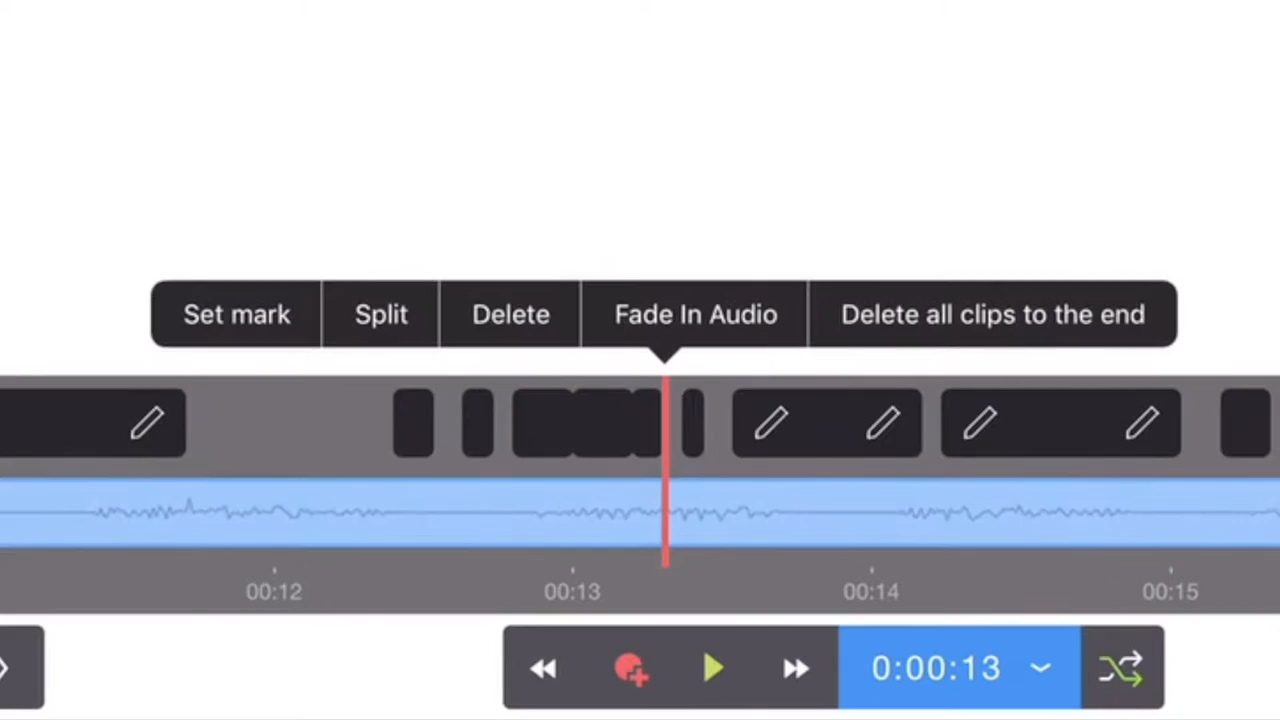 Set mark Split Delete Fade In Audio Delete all clips to the end
00:12 00:13 00:14 00:15
0:00:13